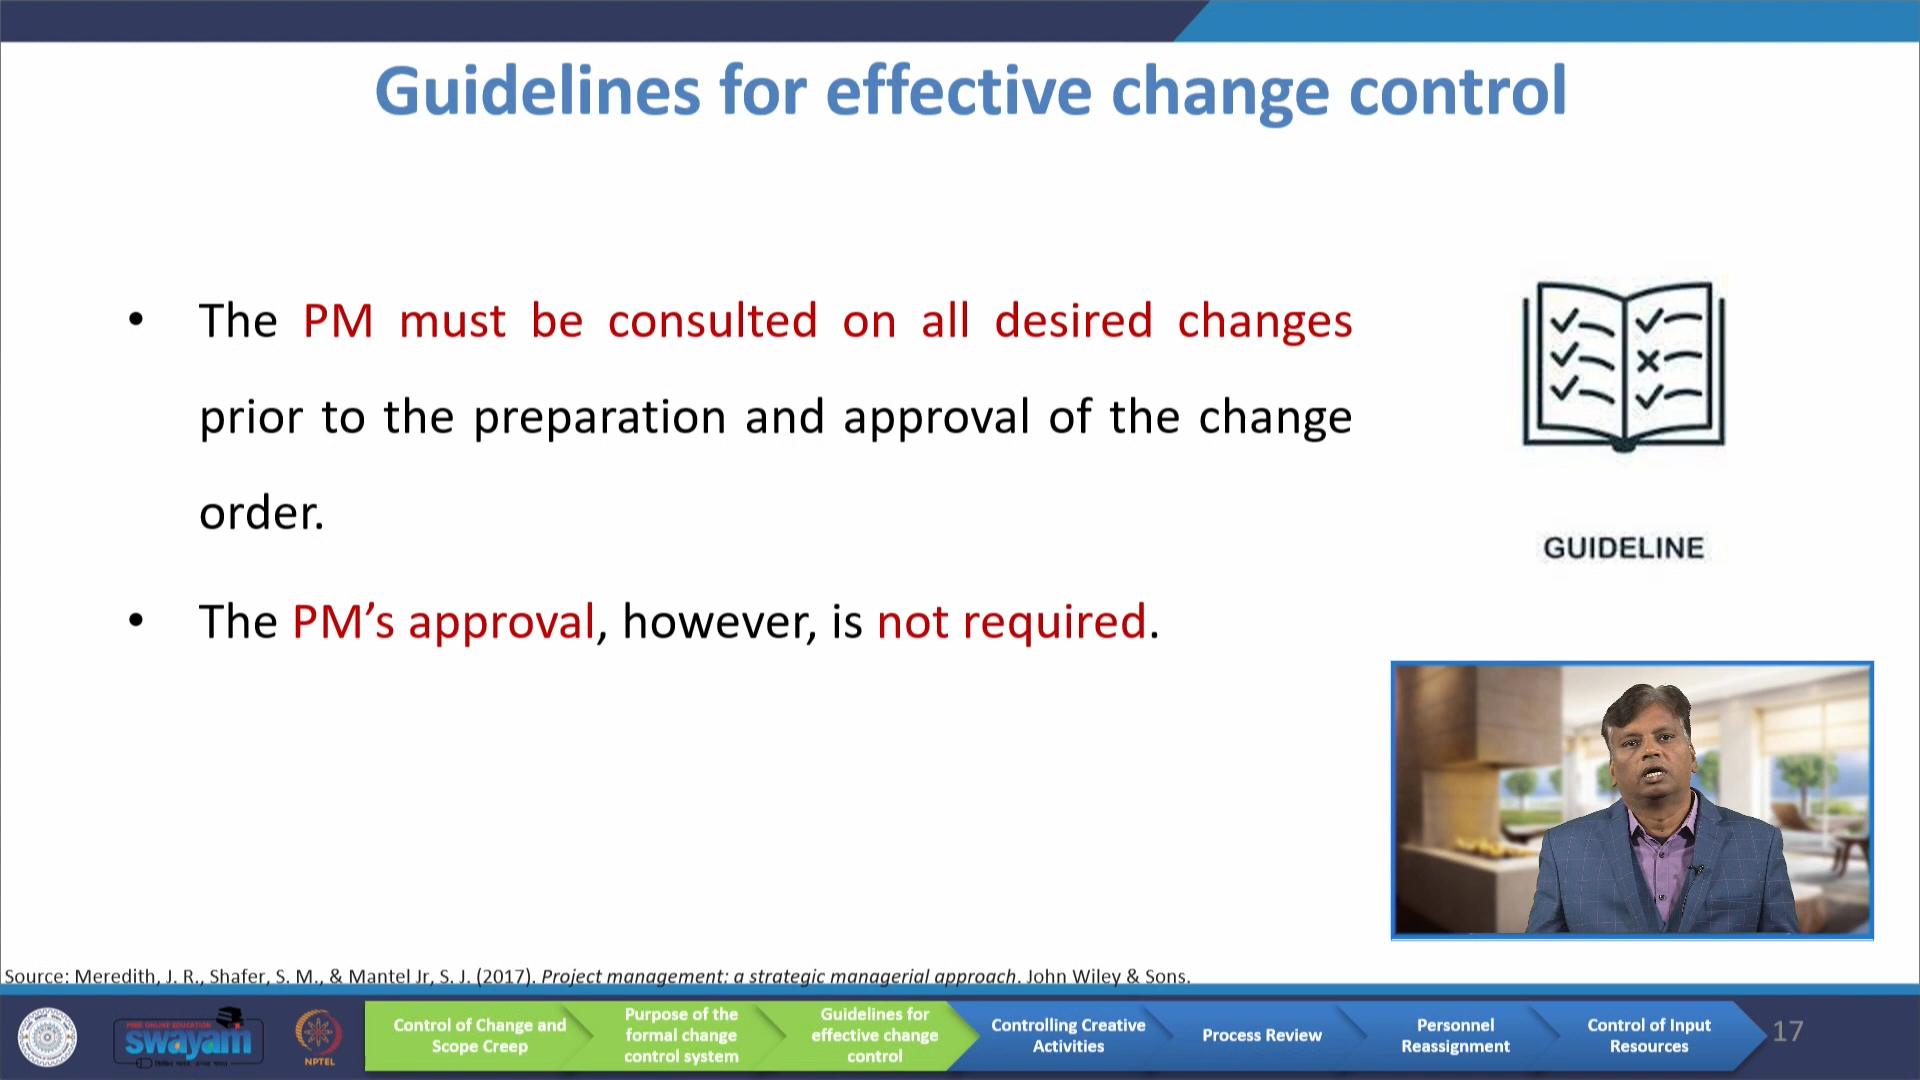 Guidelines for effective change control
• The PM must be consulted on all desired changes
prior to the preparation and approval of the change
order.
• The PM’s approval, however, is not required.
GUIDELINE
Source: Meredith, J. R., Shafer, S. M., & Mantel Jr, S. J. (2017). Project management: a strategic managerial approach. John Wiley & Sons.
FREE ONLINE EDUCATION
swayam
NPTEL
Control of Change and
Scope Creep
Purpose of the
formal change
control system
Guidelines for
effective change
control
Controlling Creative
Activities
Process Review
Personnel
Reassignment
Control of Input
Resources
17